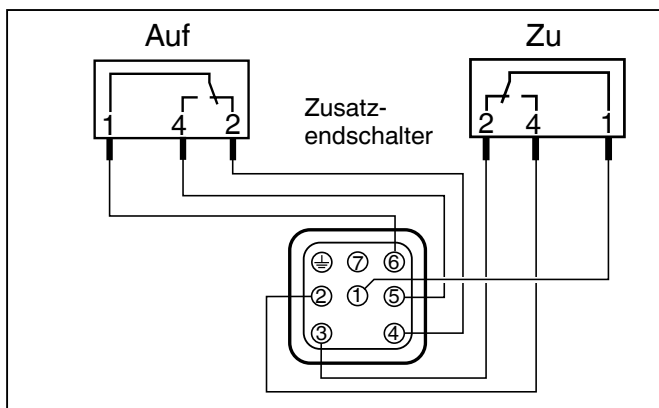 Auf
Zu
1 4 2
Zusatz-
endschalter
2 4 1
7 6
2 1 5
3 4